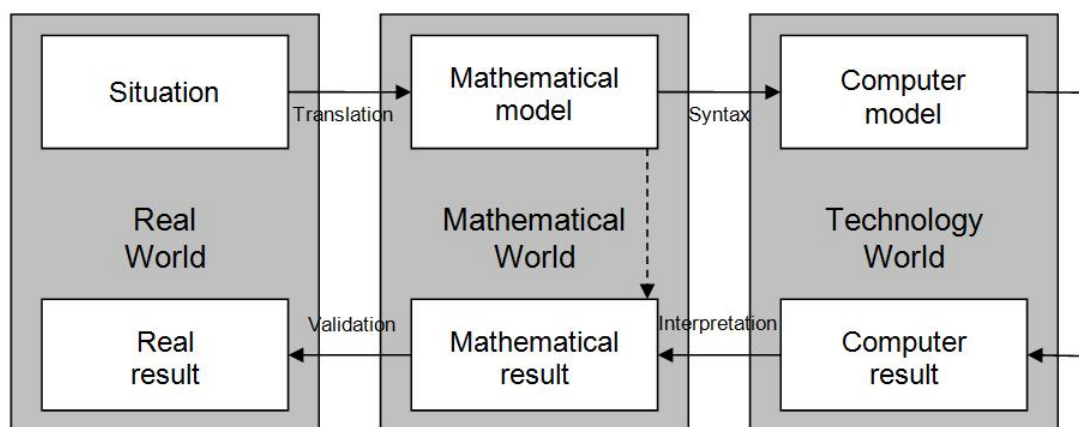 Situation
Translation
Mathematical
model
Syntax
Computer
model
Real
World
Mathematical
World
Technology
World
Real
result
Validation
Mathematical
result
Interpretation
Computer
result